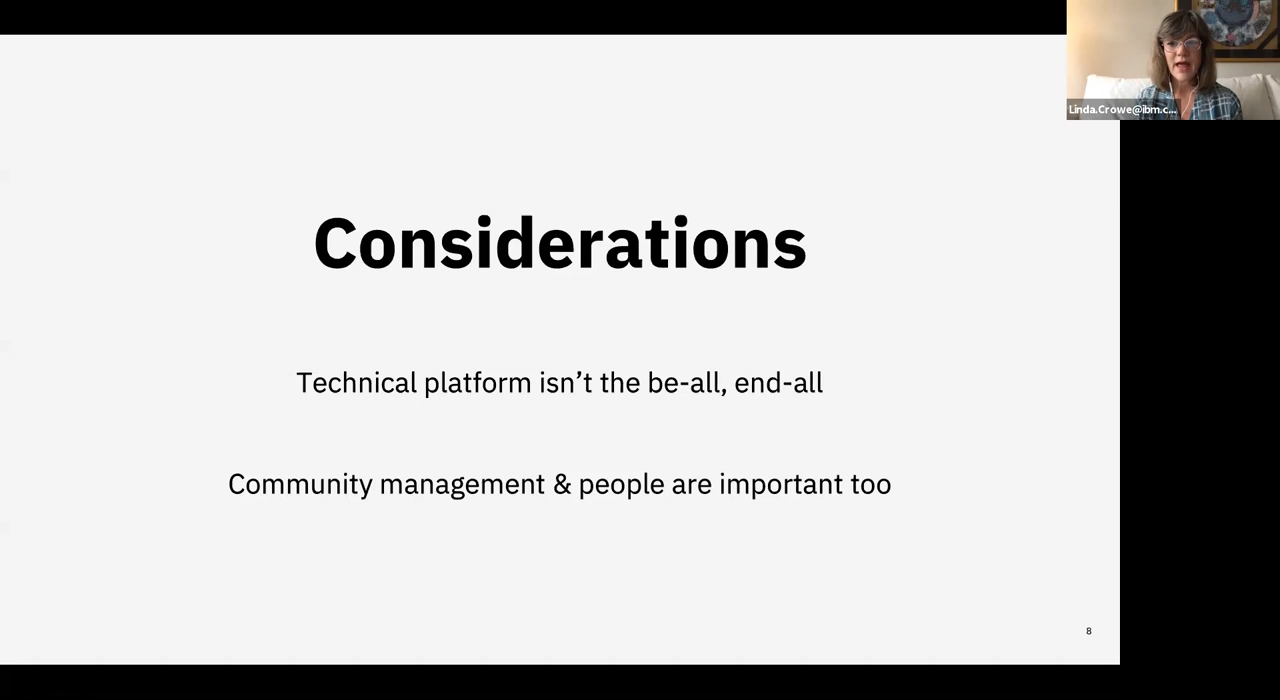 Linda.Crowe@ibm.c...
Considerations
Technical platform isn’t the be-all, end-all
Community management & people are important too
8